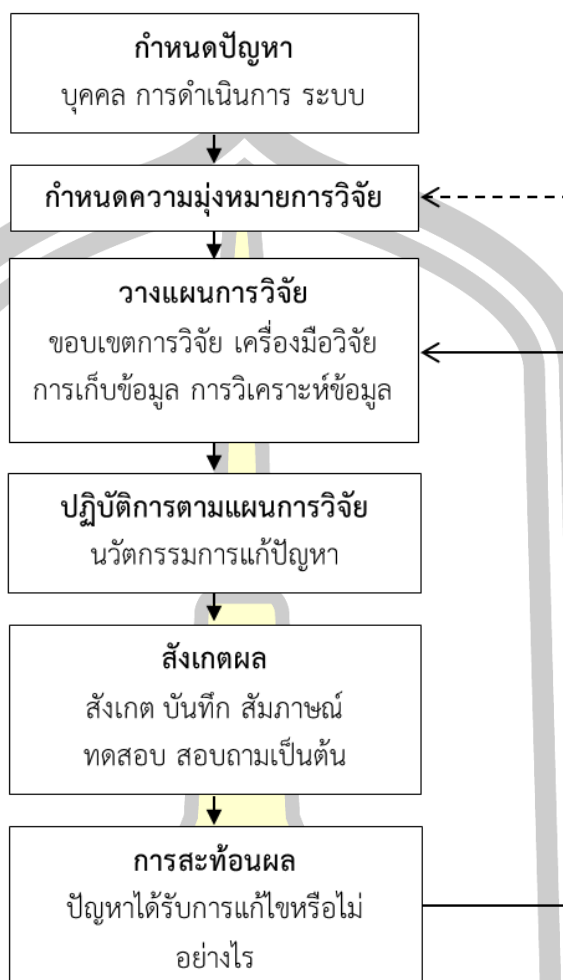 กำหนดปัญหา
บุคคล การดำเนินการ ระบบ
กำหนดความมุ่งหมายการวิจัย
วางแผนการวิจัย
ขอบเขตการวิจัย เครื่องมือวิจัย
การเก็บข้อมูล การวิเคราะห์ข้อมูล
ปฏิบัติการตามแผนการวิจัย
นวัตกรรมการแก้ปัญหา
สังเกตผล
สังเกต บันทึก สัมภาษณ์
ทดสอบ สอบถามเป็นต้น
การสะท้อนผล
ปัญหาได้รับการแก้ไขหรือไม่
อย่างไร